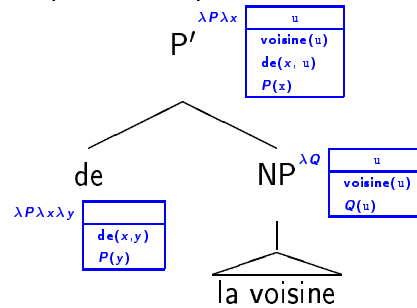 λPλx
u
P′
voisine(u)
de(x, u)
P(x)
de
NP
λQ
u
voisine(u)
Q(u)
λPλxλy
de(x,y)
P(y)
la voisine